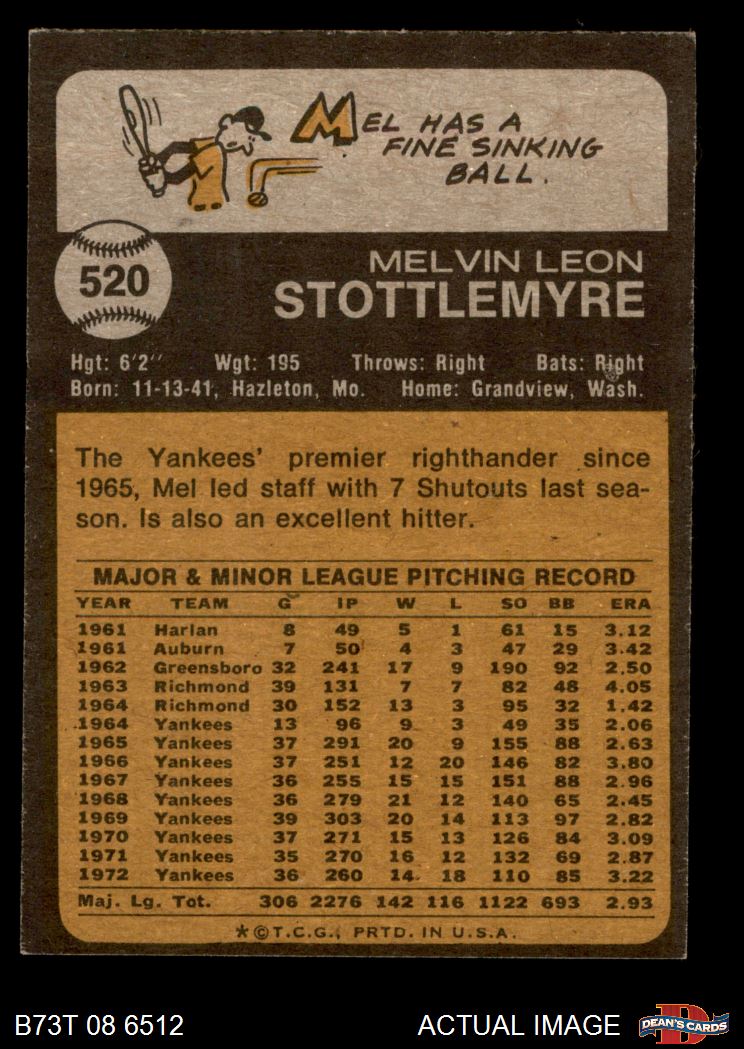 MEL HAS A
FINE SINKING
BALL.
520
MELVIN LEON
STOTTLEMYRE
Hgt: 6'2" Wgt: 195 Throws: Right Bats: Right
Born: 11-13-41, Hazleton, Mo. Home: Grandview, Wash.
The Yankees' premier righthander since
1965, Mel led staff with 7 Shutouts last sea-
son. Is also an excellent hitter.
MAJOR & MINOR LEAGUE PITCHING RECORD
YEAR TEAM G IP W L SO BB ERA
1961 Harlan 8 49 5 1 61 15 3.12
1961 Auburn 7 50 4 3 47 29 3.42
1962 Greensboro 32 241 17 9 190 92 2.50
1963 Richmond 39 131 7 7 82 48 4.05
1964 Richmond 30 152 13 3 95 32 1.42
1964 Yankees 13 96 9 3 49 35 2.06
1965 Yankees 37 291 20 9 155 88 2.63
1966 Yankees 37 251 12 20 146 82 3.80
1967 Yankees 36 255 15 15 151 88 2.96
1968 Yankees 36 279 21 12 140 65 2.45
1969 Yankees 39 303 20 14 113 97 2.82
1970 Yankees 37 271 15 13 126 84 3.09
1971 Yankees 35 270 16 12 132 69 2.87
1972 Yankees 36 260 14 18 110 85 3.22
Maj. Lg. Tot. 306 2276 142 116 1122 693 2.93
*©T.C.G., PRTD. IN U.S.A.
B73T 08 6512 ACTUAL IMAGE DEAN'S CARDS